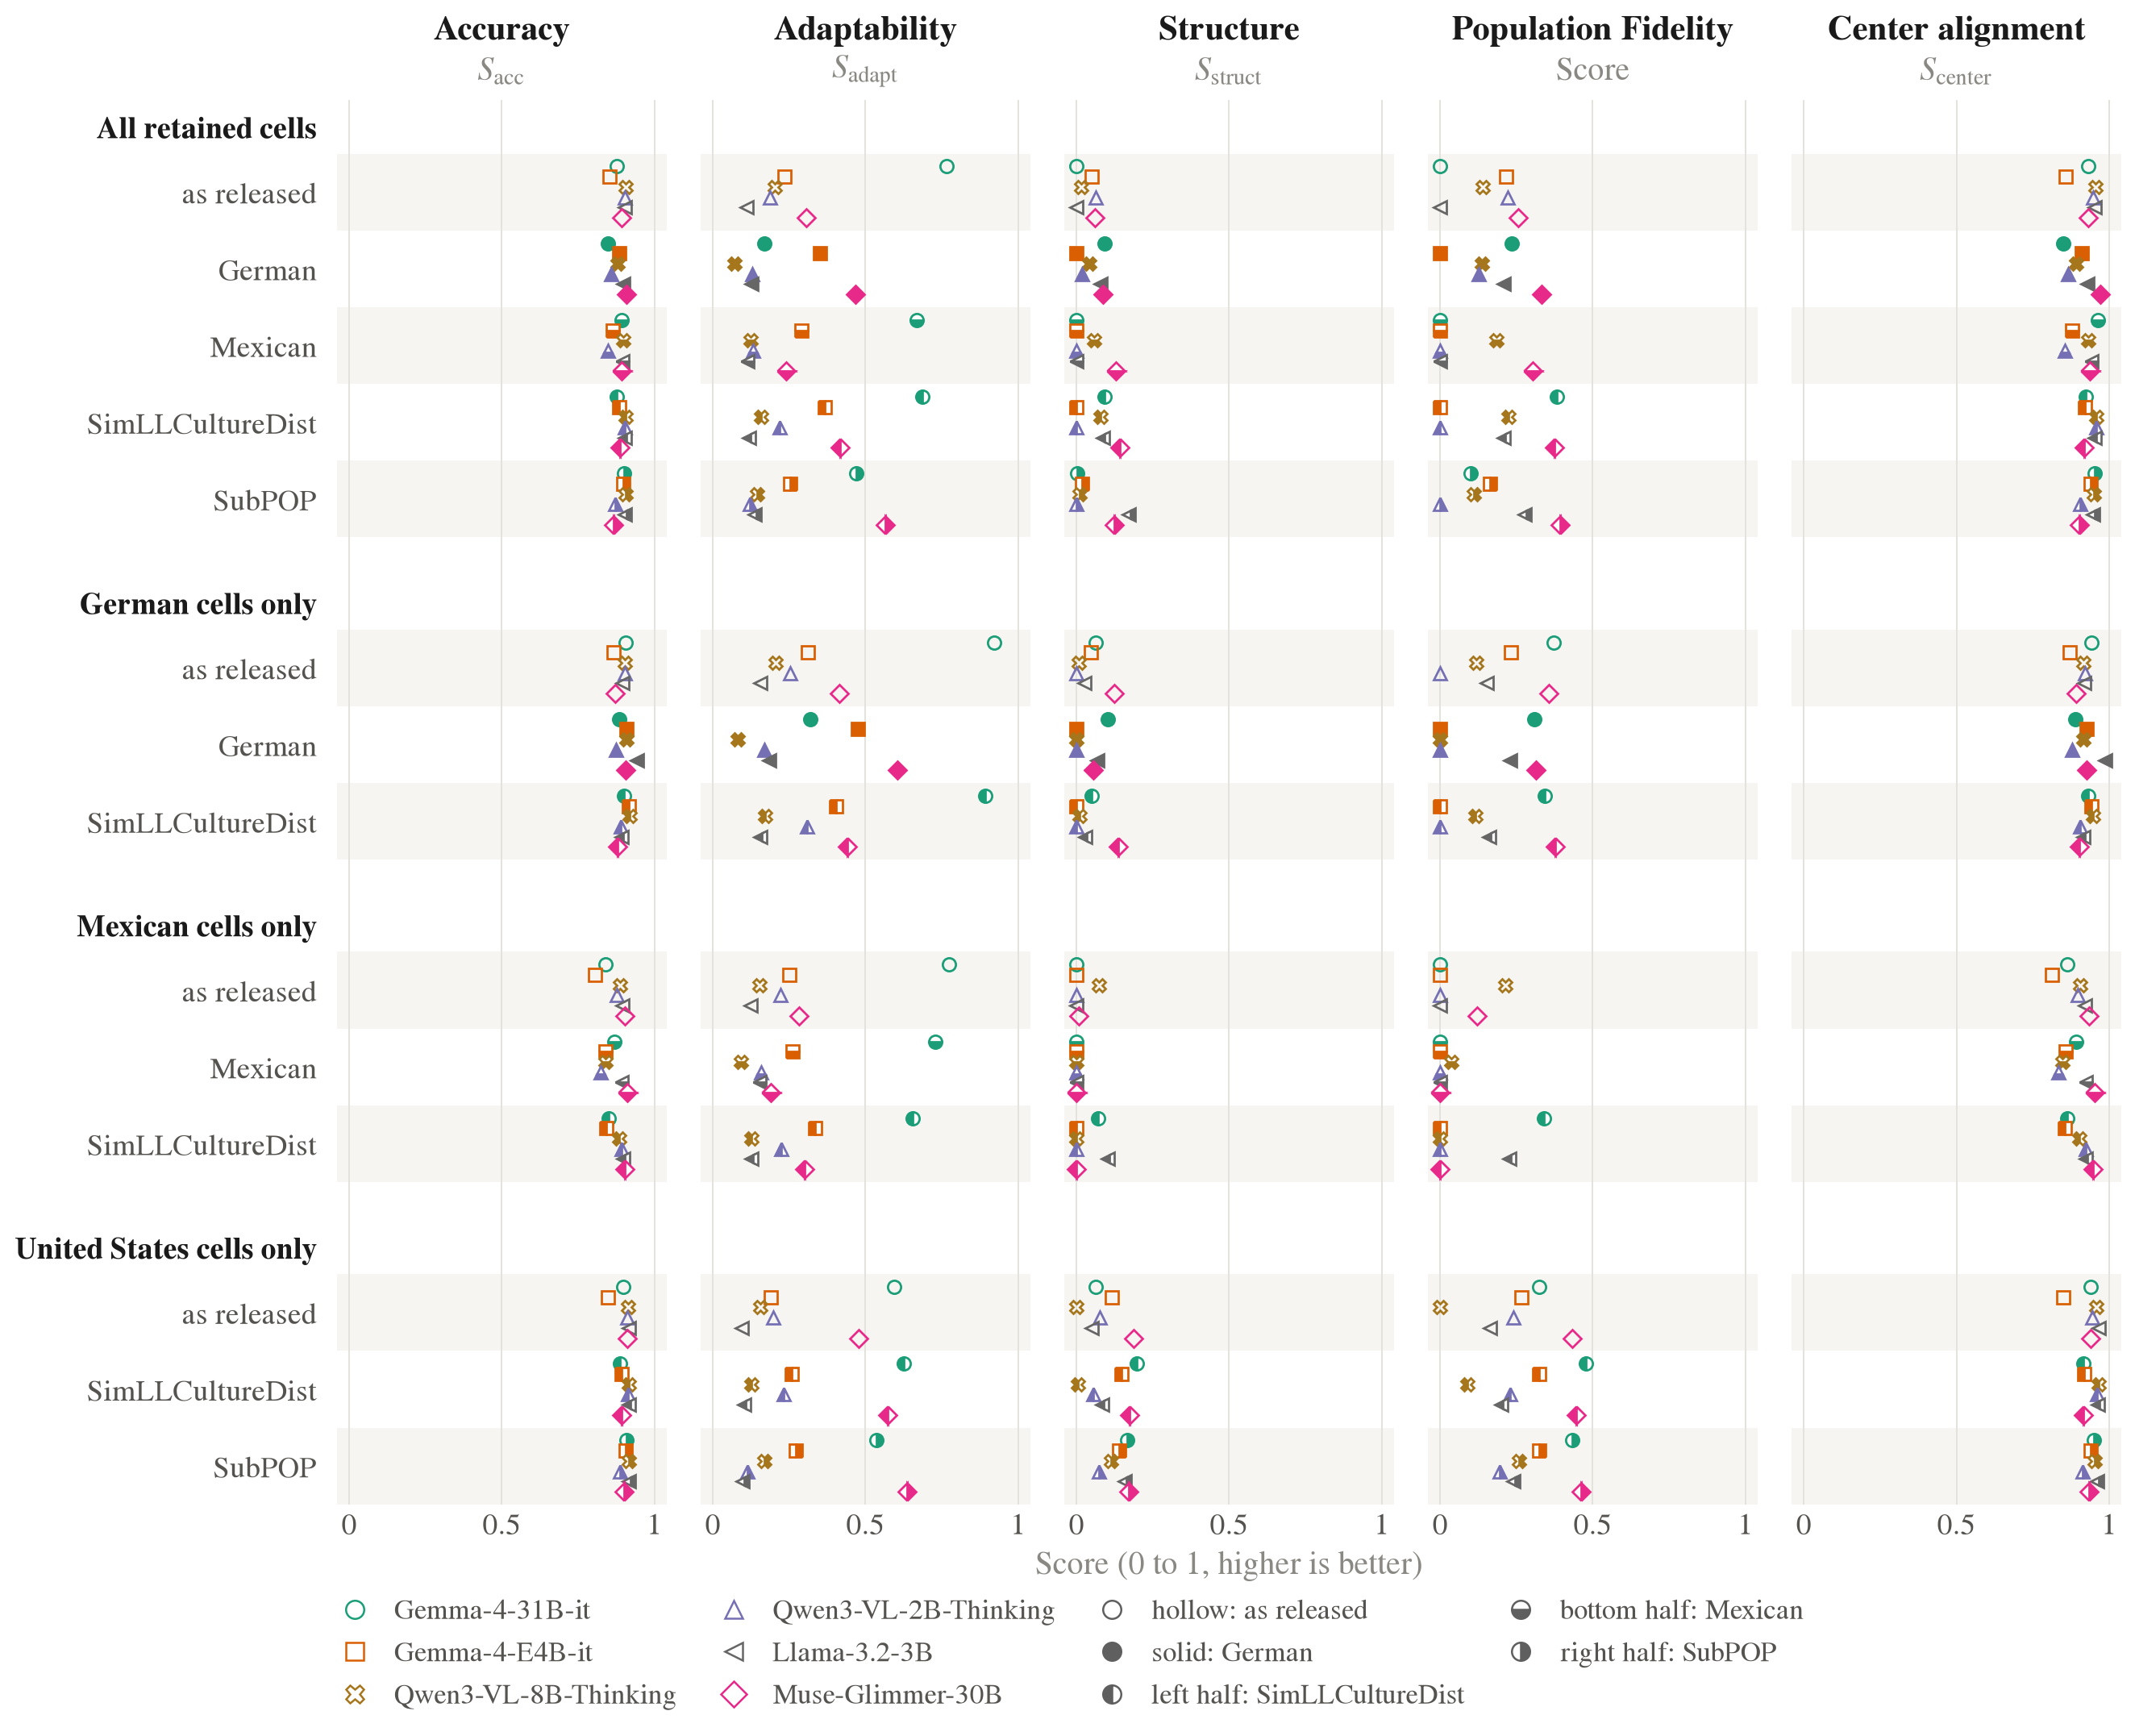 Accuracy Adaptability Structure Population Fidelity Center alignment
S_acc S_adapt S_struct Score S_center
All retained cells
as released
German
Mexican
SimLLCultureDist
SubPOP
German cells only
as released
German
SimLLCultureDist
Mexican cells only
as released
Mexican
SimLLCultureDist
United States cells only
as released
SimLLCultureDist
SubPOP
0 0.5 1 0 0.5 1 0 0.5 1 0 0.5 1 0 0.5 1
Score (0 to 1, higher is better)
Gemma-4-31B-it Qwen3-VL-2B-Thinking hollow: as released bottom half: Mexican
Gemma-4-E4B-it Llama-3.2-3B solid: German right half: SubPOP
Qwen3-VL-8B-Thinking Muse-Glimmer-30B left half: SimLLCultureDist